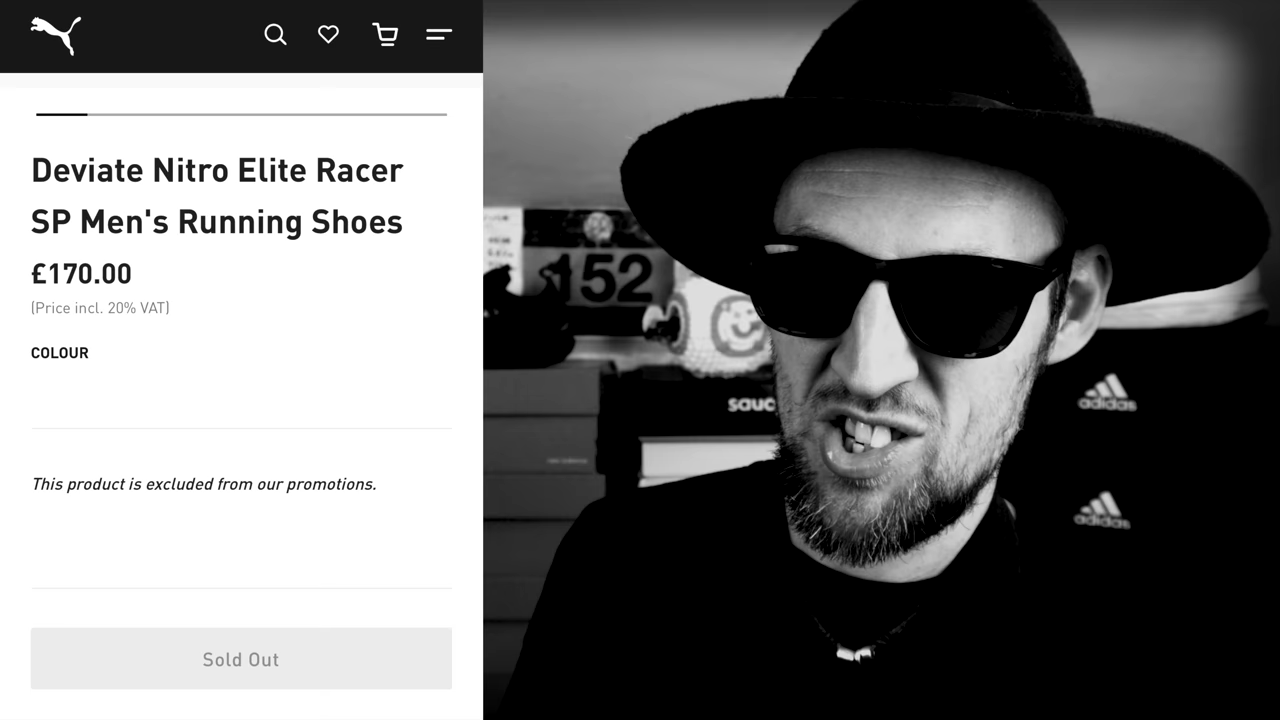 Deviate Nitro Elite Racer
SP Men's Running Shoes
£170.00
(Price incl. 20% VAT)
COLOUR
This product is excluded from our promotions.
Sold Out
152
sauc
adidas
adidas